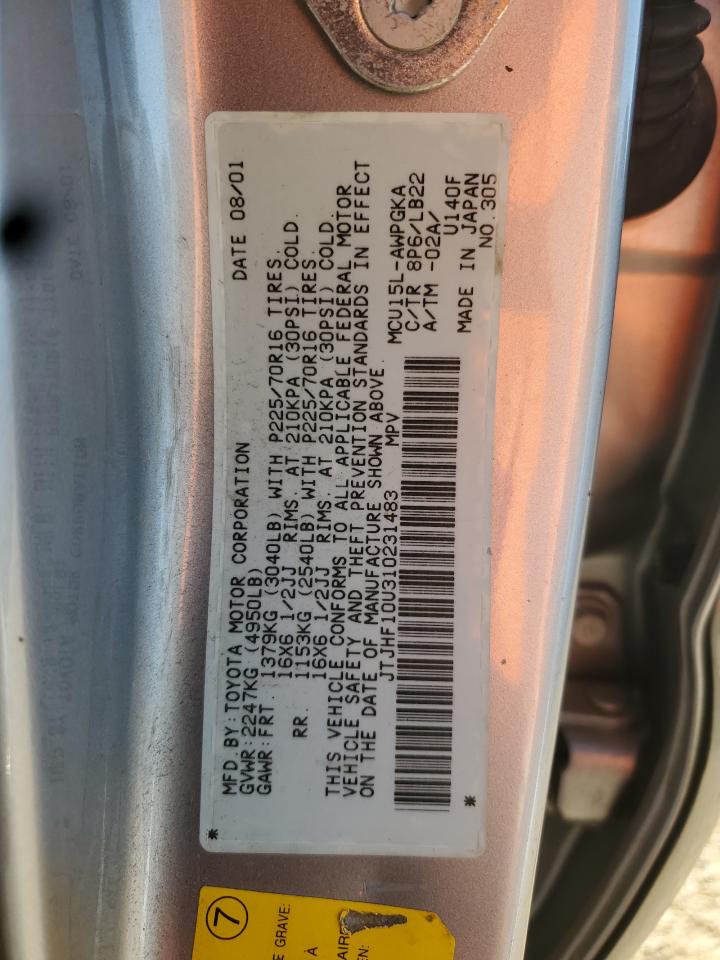 MFD. BY: TOYOTA MOTOR CORPORATION DATE 08/01
GVWR: 2247KG (4950LB)
GAWR: FRT. 1379KG (3040LB) WITH P225/70R16 TIRES.
16X6 1/2JJ RIMS. AT 210KPA (30PSI) COLD.
RR. 1153KG (2540LB) WITH P225/70R16 TIRES.
16X6 1/2JJ RIMS. AT 210KPA (30PSI) COLD.
THIS VEHICLE CONFORMS TO ALL APPLICABLE FEDERAL MOTOR
VEHICLE SAFETY AND THEFT PREVENTION STANDARDS IN EFFECT
ON THE DATE OF MANUFACTURE SHOWN ABOVE.
JTJHF10U310231483 MPV
MCU15L-AWPGKA
C/TR 8P6/LB22
A/TM -02A/
U140F
MADE IN JAPAN
NO.305
* *
7
E GRAVE:
À
AIR
EN: